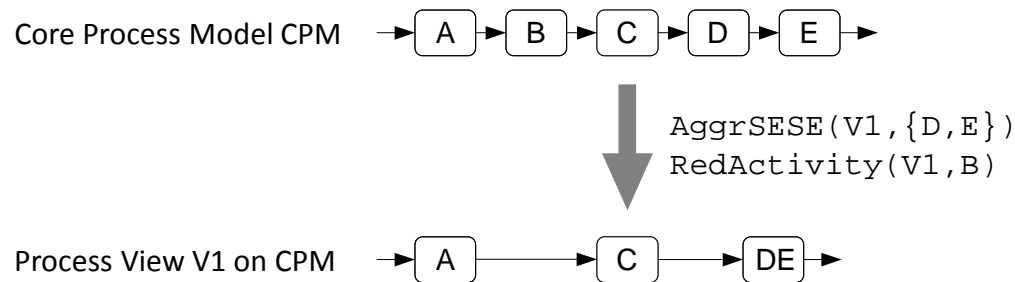 Core Process Model CPM A B C D E
AggrSESE(V1,{D,E})
RedActivity(V1,B)
Process View V1 on CPM A C DE